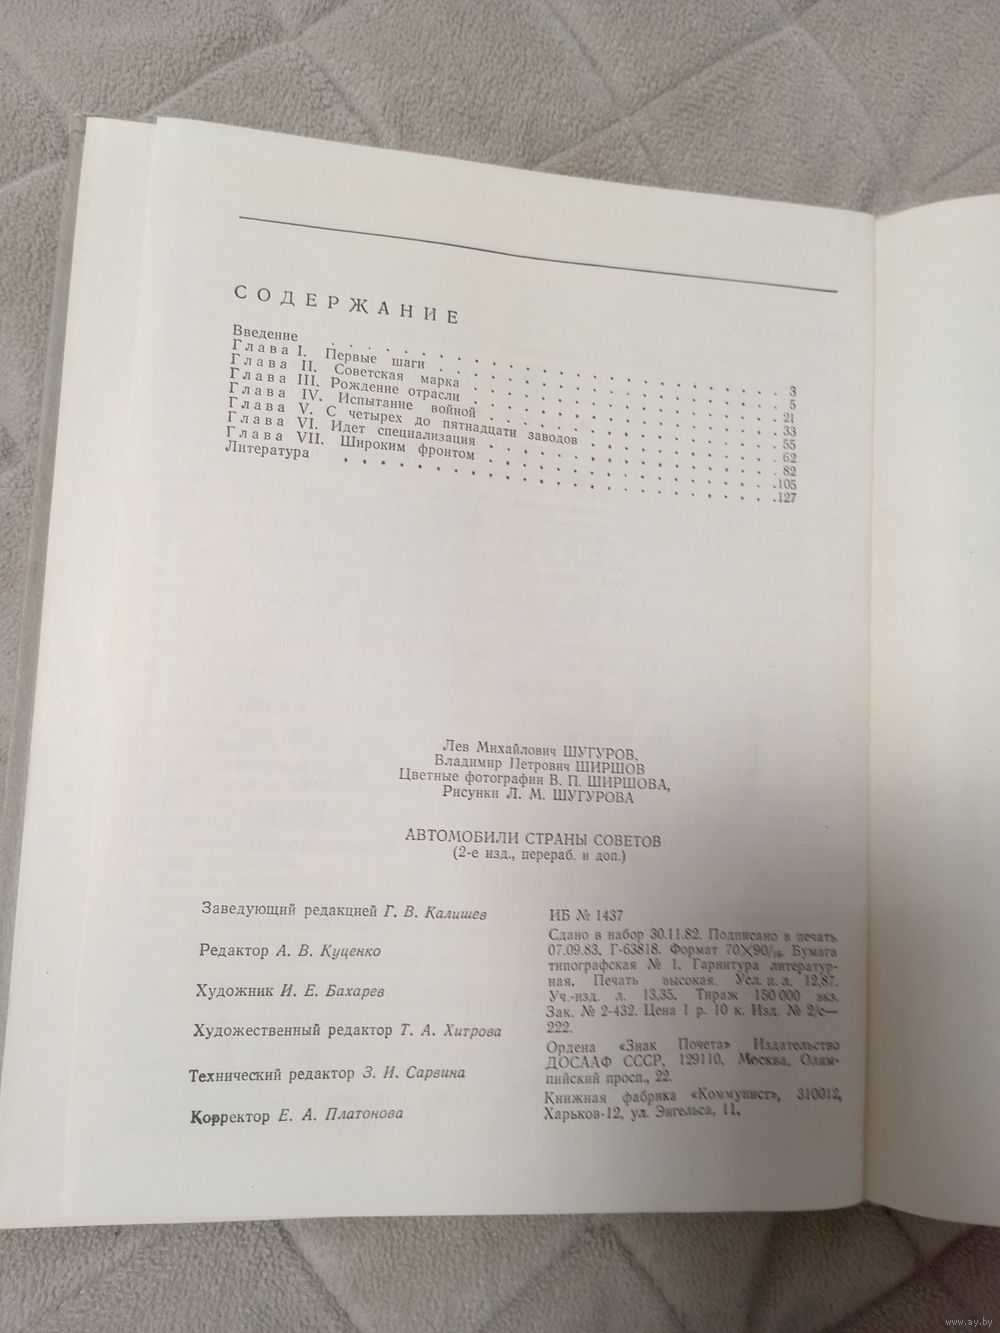 СОДЕРЖАНИЕ
Введение . . . . . . . . . . . . . . . . 3
Глава I. Первые шаги . . . . . . . . . . . . 5
Глава II. Советская марка . . . . . . . . . . . 21
Глава III. Рождение отрасли . . . . . . . . . . . 33
Глава IV. Испытание войной . . . . . . . . . . . 55
Глава V. С четырех до пятнадцати заводов . . . . . . . 62
Глава VI. Идет специализация . . . . . . . . . . 82
Глава VII. Широким фронтом . . . . . . . . . . .105
Литература . . . . . . . . . . . . . . . .127
Лев Михайлович ШУГУРОВ,
Владимир Петрович ШИРШОВ
Цветные фотографии В. П. ШИРШОВА,
Рисунки Л. М. ШУГУРОВА
АВТОМОБИЛИ СТРАНЫ СОВЕТОВ
(2-е изд., перераб. и доп.)
Заведующий редакцией Г. В. Калишев
Редактор А. В. Куценко
Художник И. Е. Бахарев
Художественный редактор Т. А. Хитрова
Технический редактор З. И. Сарвина
Корректор Е. А. Платонова
ИБ № 1437
Сдано в набор 30.11.82. Подписано в печать
07.09.83. Г-63818. Формат 70×90/16. Бумага
типографская № 1. Гарнитура литератур-
ная. Печать высокая. Усл. п. л. 12,87.
Уч.-изд. л. 13,35. Тираж 150 000 экз.
Зак. № 2-432. Цена 1 р. 10 к. Изд. № 2/с—
222.
Ордена «Знак Почета» Издательство
ДОСААФ СССР, 129110, Москва, Олим-
пийский просп., 22.
Книжная фабрика «Коммунист», 310012,
Харьков-12, ул. Энгельса, 11.
www.ay.by